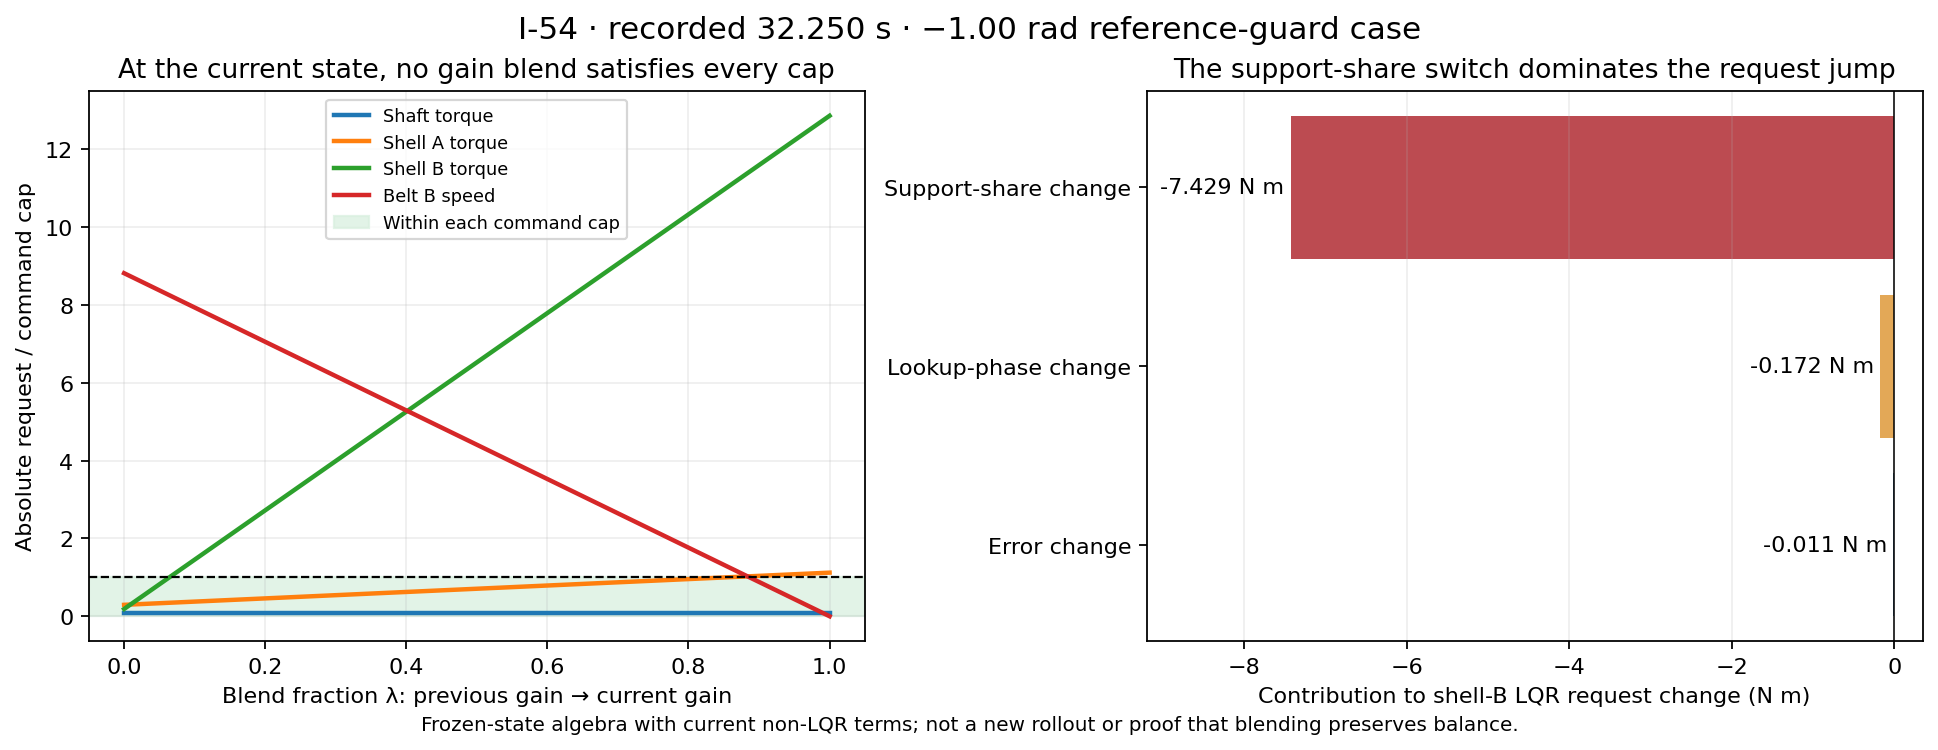 I-54 · recorded 32.250 s · −1.00 rad reference-guard case
At the current state, no gain blend satisfies every cap
Absolute request / command cap
12
10
8
6
4
2
0
Shaft torque
Shell A torque
Shell B torque
Belt B speed
Within each command cap
0.0
0.2
0.4
0.6
0.8
1.0
Blend fraction λ: previous gain → current gain
The support-share switch dominates the request jump
Support-share change
-7.429 N m
Lookup-phase change
-0.172 N m
Error change
-0.011 N m
−8
−6
−4
−2
0
Contribution to shell-B LQR request change (N m)
Frozen-state algebra with current non-LQR terms; not a new rollout or proof that blending preserves balance.